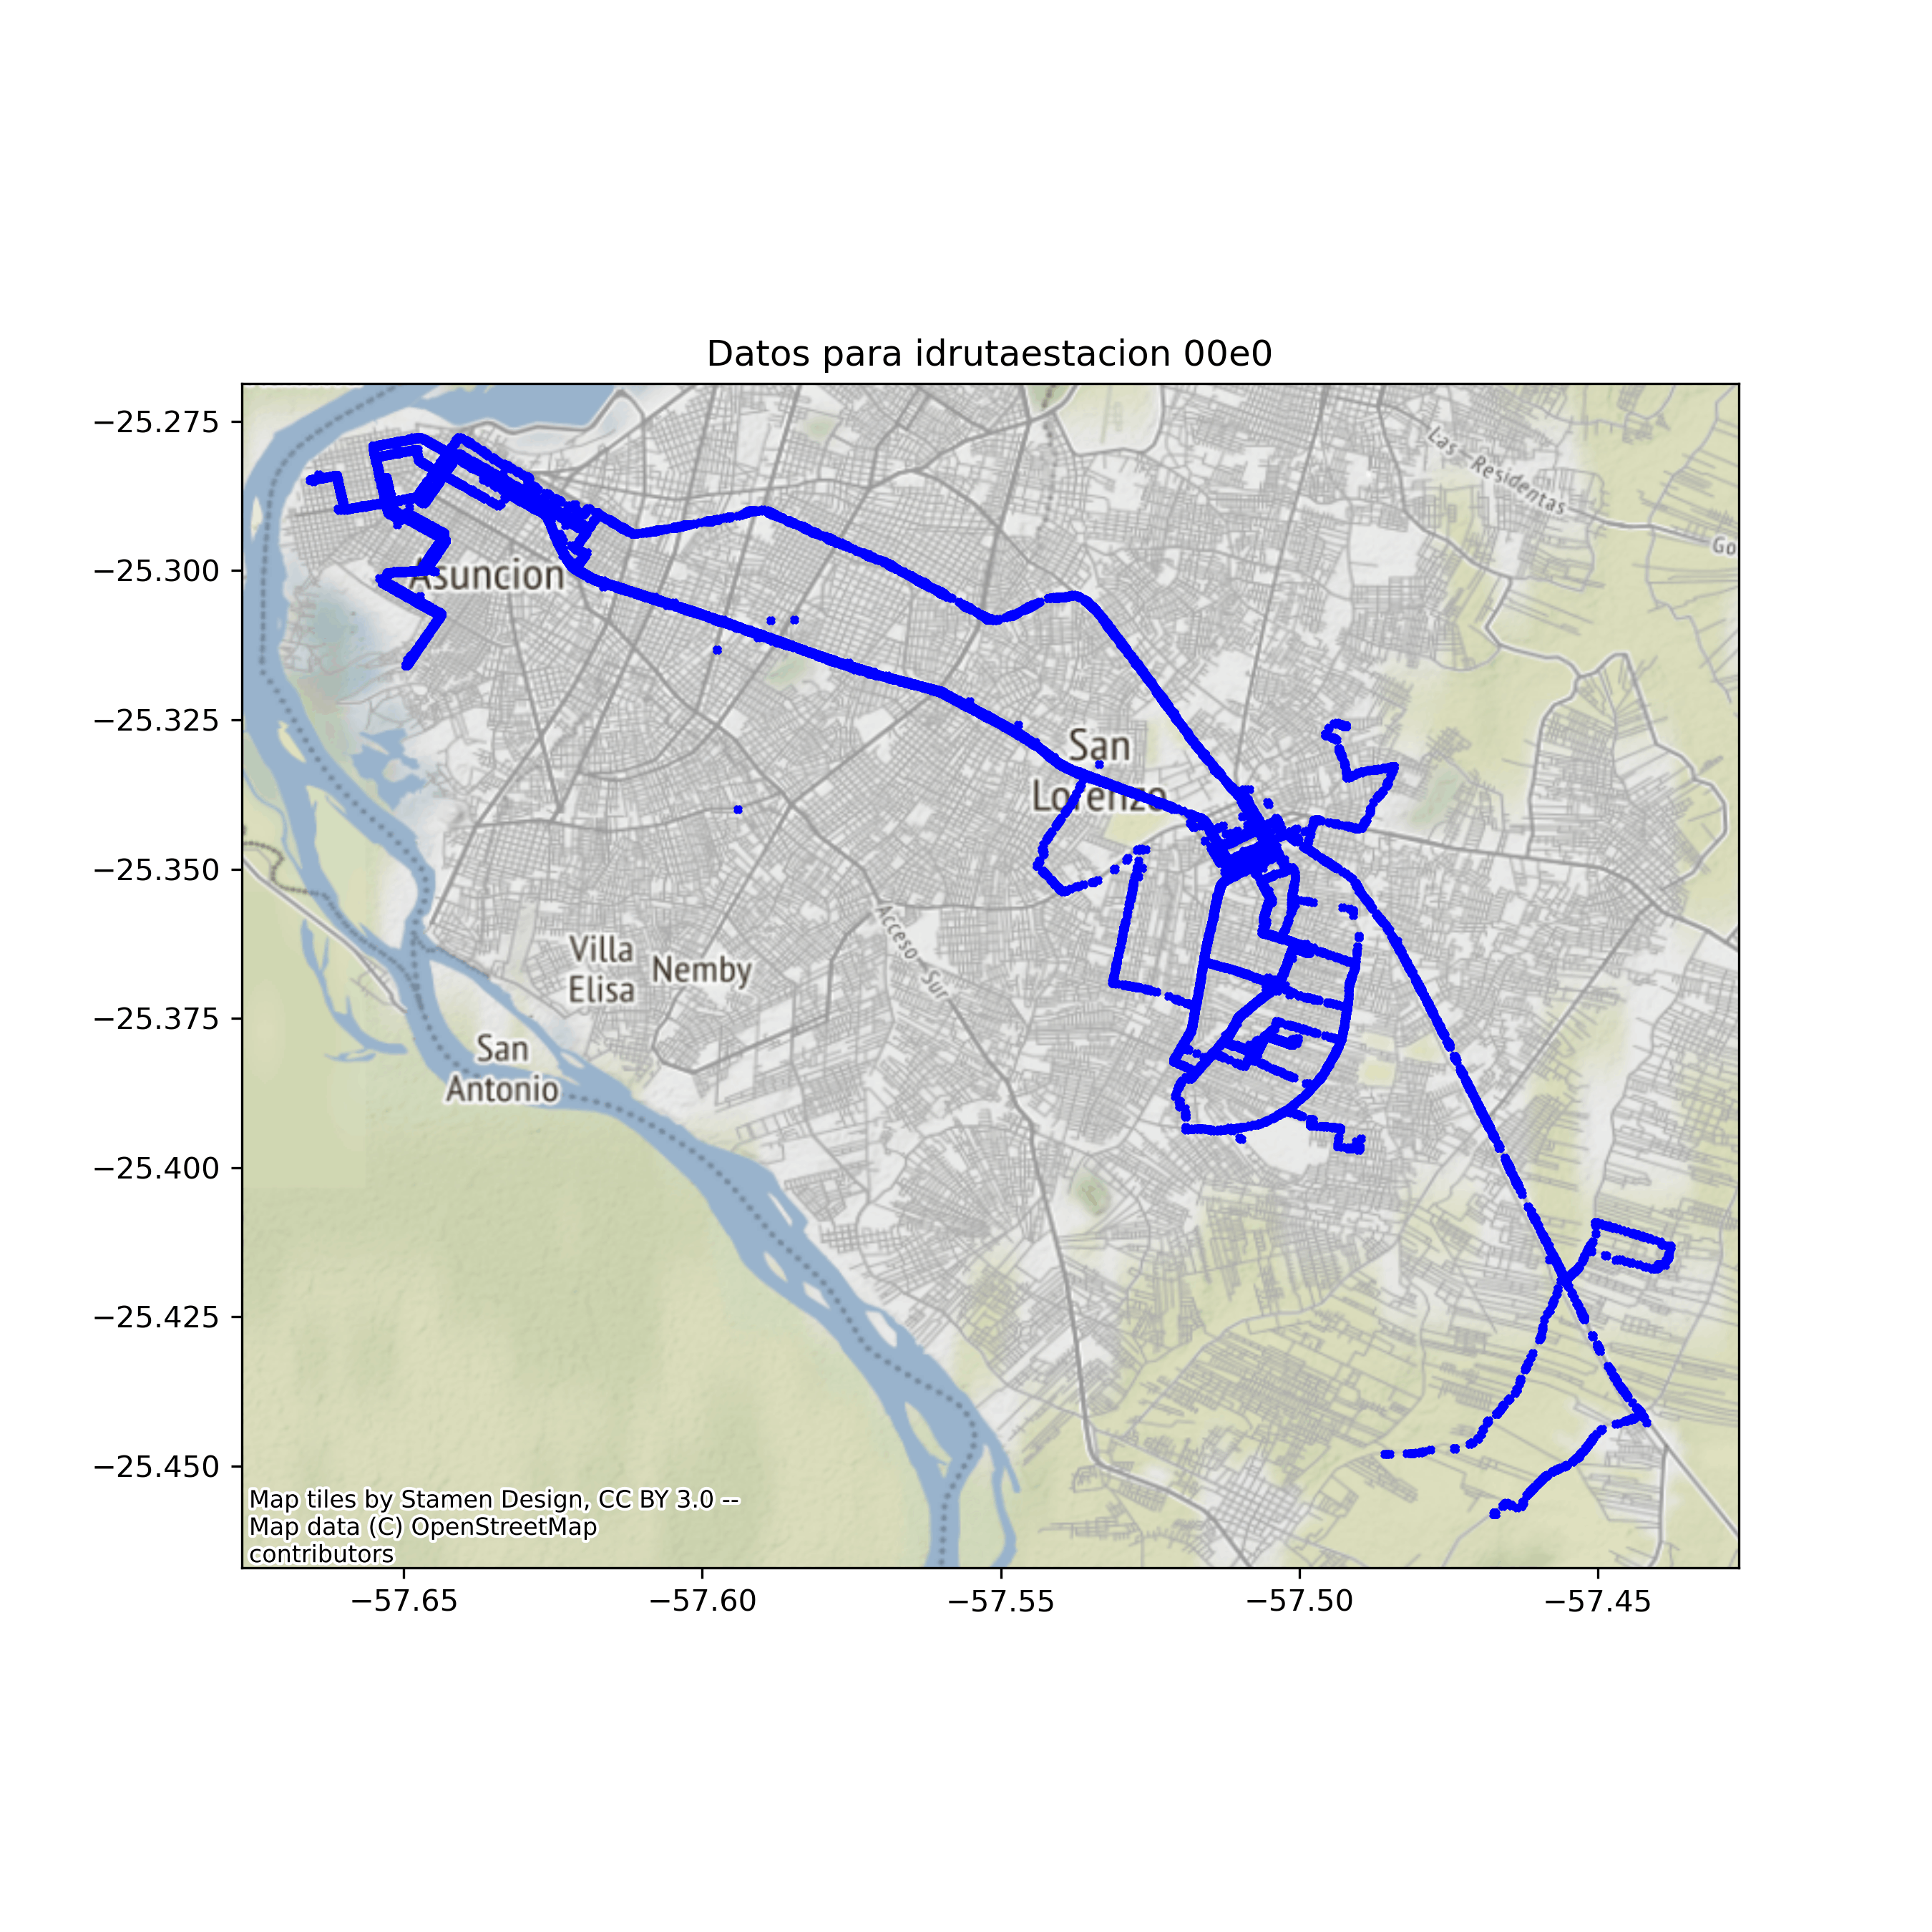 Datos para idrutaestacion 00e0
−25.275
−25.300
−25.325
−25.350
−25.375
−25.400
−25.425
−25.450
Las Residentas
Go
Asuncion
San
Lorenzo
Acceso Sur
Villa
Elisa
Nemby
San
Antonio
Map tiles by Stamen Design, CC BY 3.0 --
Map data (C) OpenStreetMap
contributors
−57.65
−57.60
−57.55
−57.50
−57.45